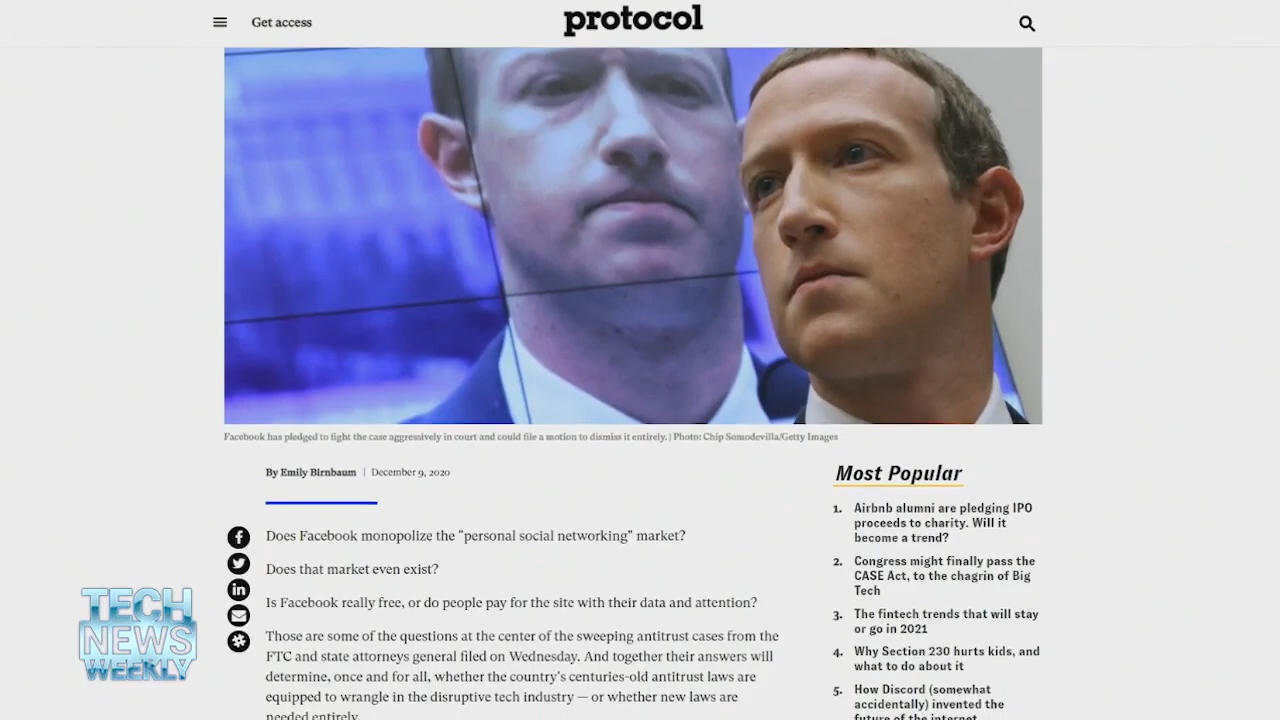 Get access
protocol
Facebook has pledged to fight the case aggressively in court and could file a motion to dismiss it entirely. | Photo: Chip Somodevilla/Getty Images
By Emily Birnbaum | December 9, 2020
Does Facebook monopolize the "personal social networking" market?
Does that market even exist?
Is Facebook really free, or do people pay for the site with their data and attention?
Those are some of the questions at the center of the sweeping antitrust cases from the
FTC and state attorneys general filed on Wednesday. And together their answers will
determine, once and for all, whether the country's centuries-old antitrust laws are
equipped to wrangle in the disruptive tech industry — or whether new laws are
needed entirely.
Most Popular
1. Airbnb alumni are pledging IPO
proceeds to charity. Will it
become a trend?
2. Congress might finally pass the
CASE Act, to the chagrin of Big
Tech
3. The fintech trends that will stay
or go in 2021
4. Why Section 230 hurts kids, and
what to do about it
5. How Discord (somewhat
accidentally) invented the
future of the internet
TECH
NEWS
WEEKLY